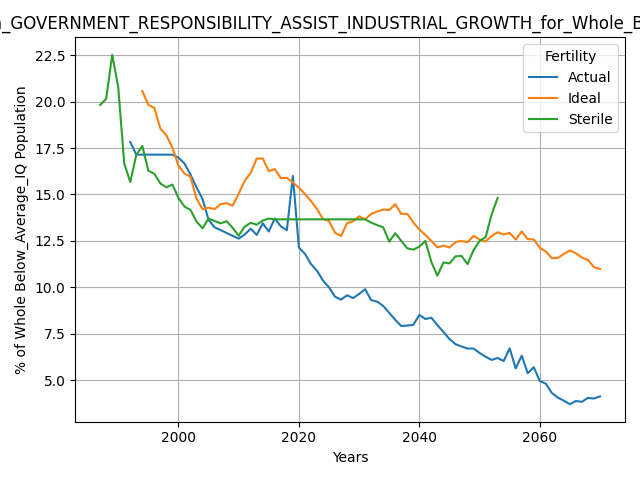 GOVERNMENT_RESPONSIBILITY_ASSIST_INDUSTRIAL_GROWTH_for_Whole_B
Fertility
Actual
Ideal
Sterile
% of Whole Below_Average_IQ Population
22.5
20.0
17.5
15.0
12.5
10.0
7.5
5.0
2000 2020 2040 2060
Years